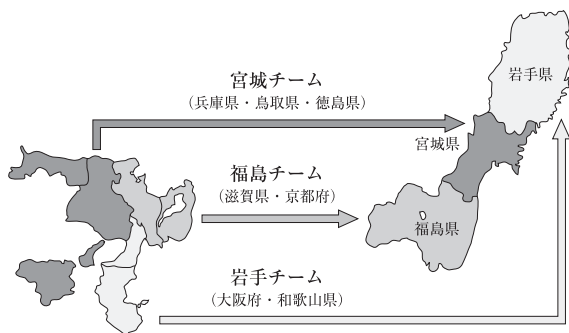 岩手県
宮城チーム
（兵庫県・鳥取県・徳島県）
宮城県
福島チーム
（滋賀県・京都府）
福島県
岩手チーム
（大阪府・和歌山県）